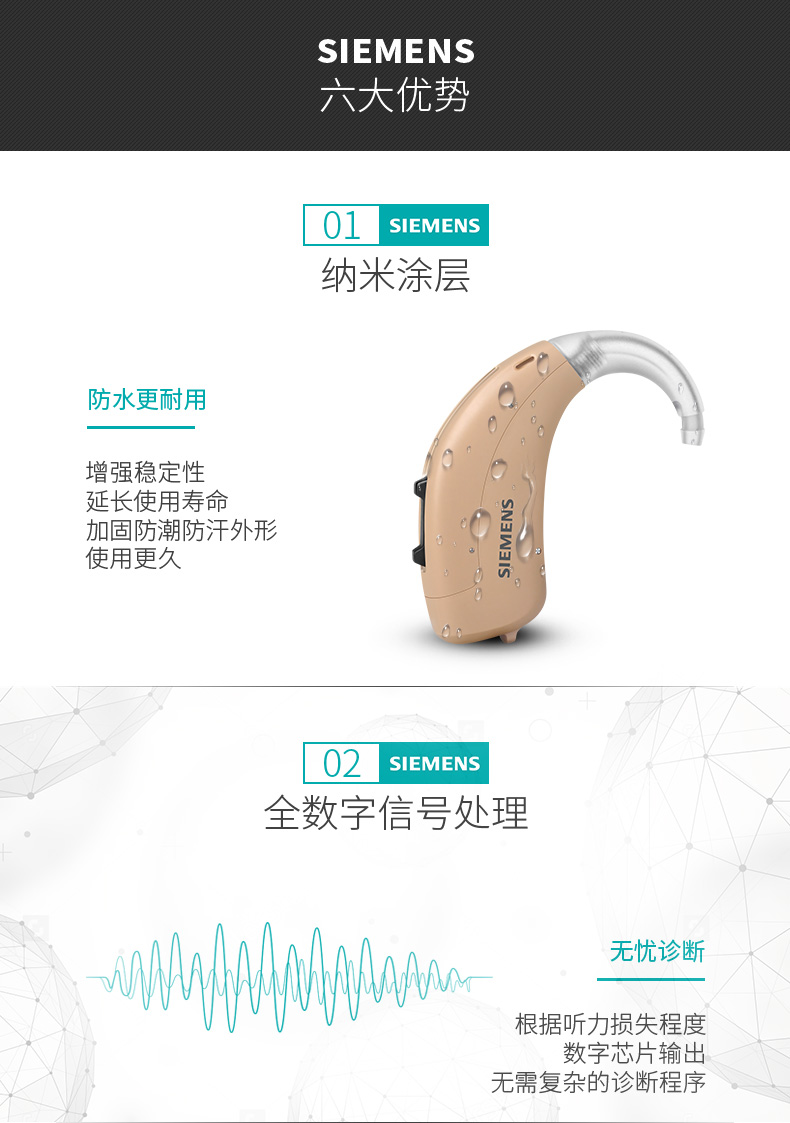 SIEMENS
六大优势
01 SIEMENS
纳米涂层
防水更耐用
增强稳定性
延长使用寿命
加固防潮防汗外形
使用更久
SIEMENS
02 SIEMENS
全数字信号处理
无忧诊断
根据听力损失程度
数字芯片输出
无需复杂的诊断程序